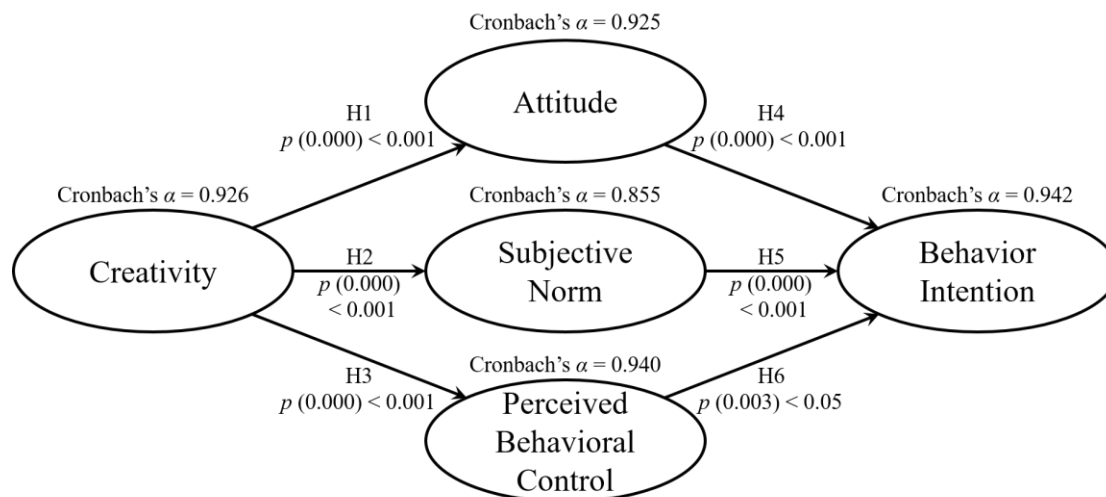 Cronbach’s α = 0.925
Attitude
H1
p (0.000) < 0.001
H4
p (0.000) < 0.001
Cronbach’s α = 0.926
Creativity
Cronbach’s α = 0.855
Subjective
Norm
Cronbach’s α = 0.942
Behavior
Intention
H2
p (0.000)
< 0.001
H5
p (0.000)
< 0.001
H3
p (0.000) < 0.001
Cronbach’s α = 0.940
Perceived
Behavioral
Control
H6
p (0.003) < 0.05